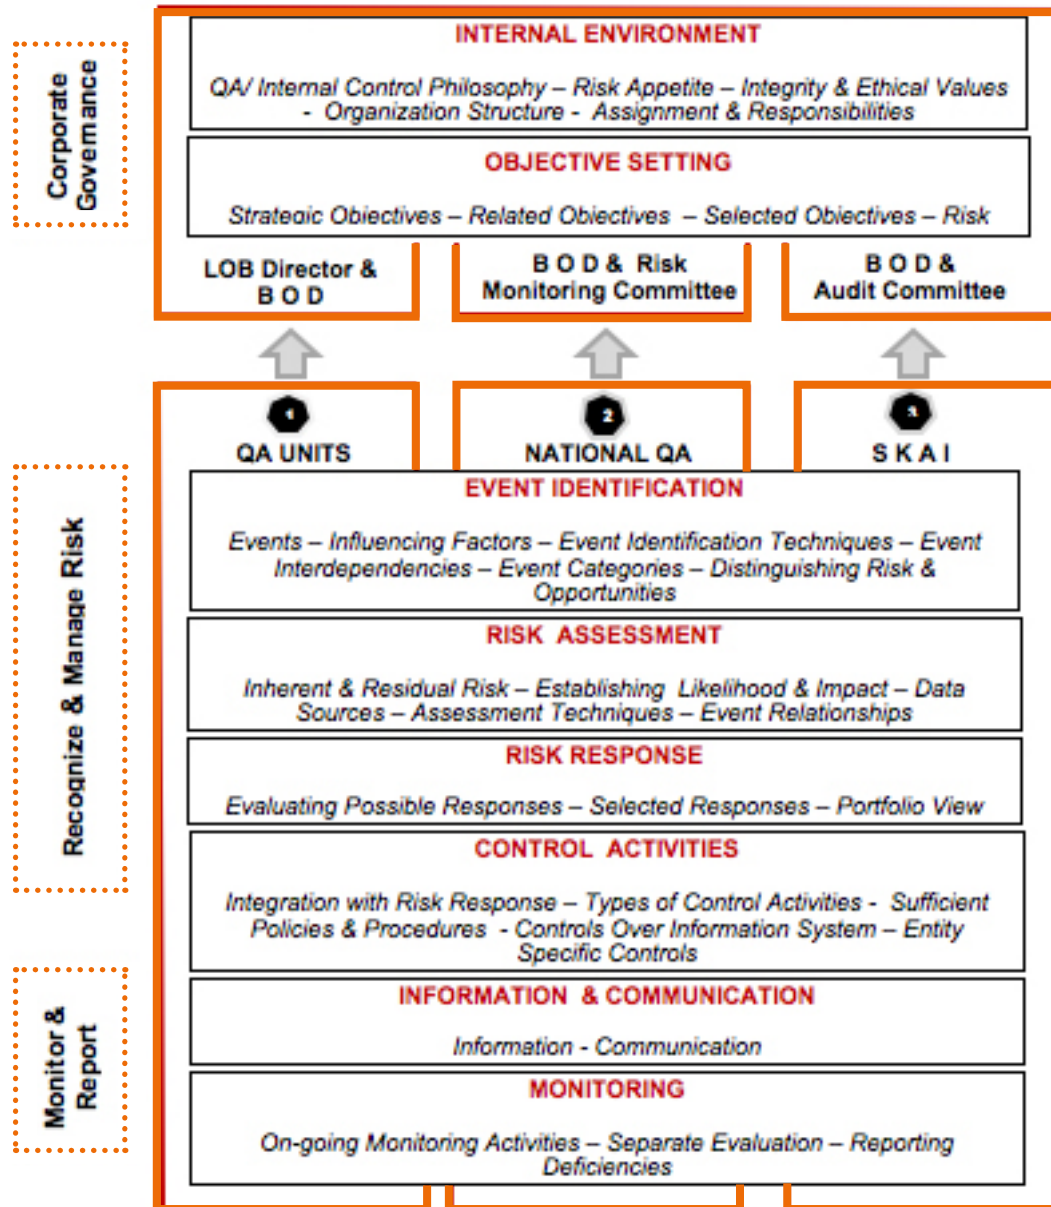 Corporate
Governance
INTERNAL ENVIRONMENT
QA/ Internal Control Philosophy – Risk Appetite – Integrity & Ethical Values
- Organization Structure - Assignment & Responsibilities
OBJECTIVE SETTING
Strategic Objectives – Related Objectives – Selected Objectives – Risk
LOB Director &
B O D
B O D & Risk
Monitoring Committee
B O D &
Audit Committee
1
QA UNITS
2
NATIONAL QA
3
S K A I
Recognize & Manage Risk
EVENT IDENTIFICATION
Events – Influencing Factors – Event Identification Techniques – Event
Interdependencies – Event Categories – Distinguishing Risk &
Opportunities
RISK ASSESSMENT
Inherent & Residual Risk – Establishing Likelihood & Impact – Data
Sources – Assessment Techniques – Event Relationships
RISK RESPONSE
Evaluating Possible Responses – Selected Responses – Portfolio View
CONTROL ACTIVITIES
Integration with Risk Response – Types of Control Activities - Sufficient
Policies & Procedures - Controls Over Information System – Entity
Specific Controls
Monitor &
Report
INFORMATION & COMMUNICATION
Information - Communication
MONITORING
On-going Monitoring Activities – Separate Evaluation – Reporting
Deficiencies